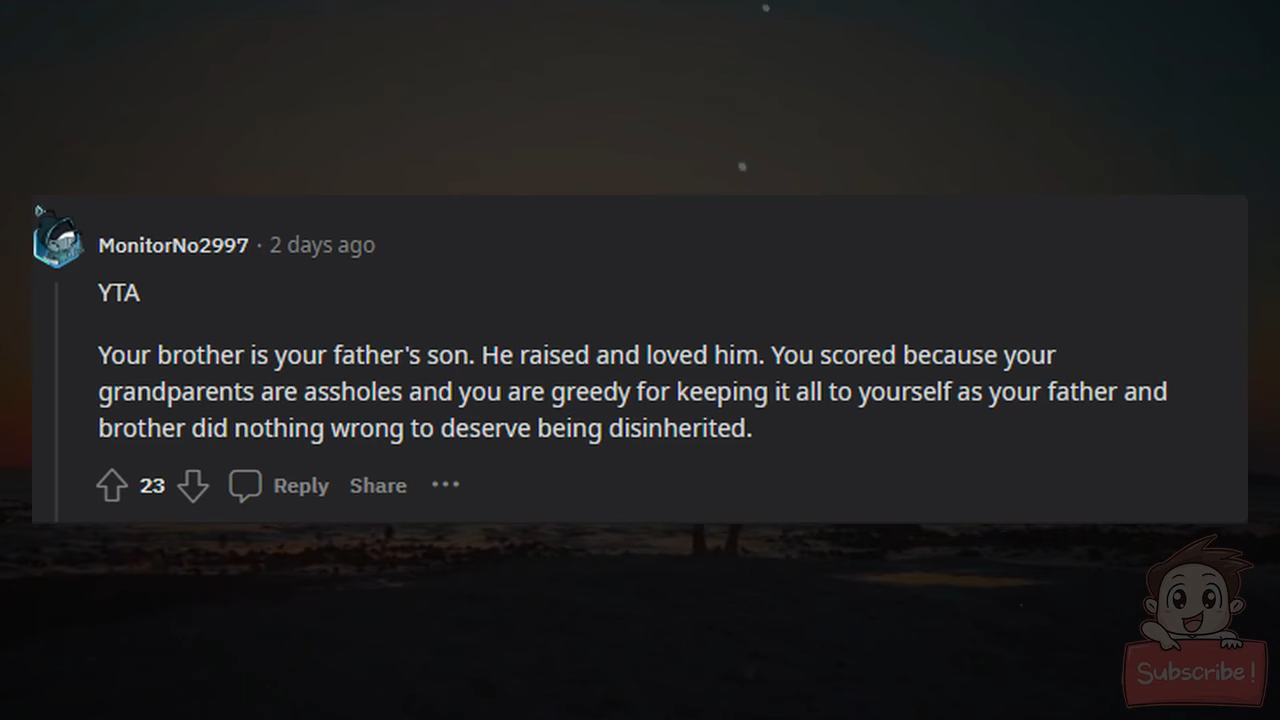 MonitorNo2997 · 2 days ago
YTA
Your brother is your father's son. He raised and loved him. You scored because your
grandparents are assholes and you are greedy for keeping it all to yourself as your father and
brother did nothing wrong to deserve being disinherited.
23 Reply Share ···
Subscribe!